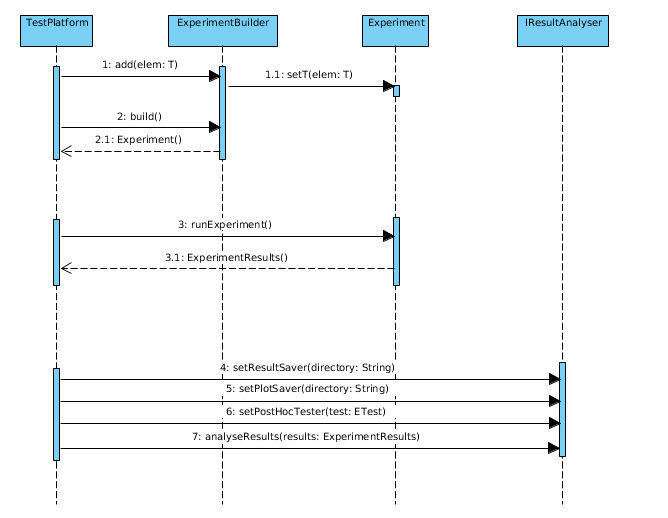 TestPlatform
ExperimentBuilder
Experiment
IResultAnalyser
1: add(elem: T)
1.1: setT(elem: T)
2: build()
2.1: Experiment()
3: runExperiment()
3.1: ExperimentResults()
4: setResultSaver(directory: String)
5: setPlotSaver(directory: String)
6: setPostHocTester(test: ETest)
7: analyseResults(results: ExperimentResults)